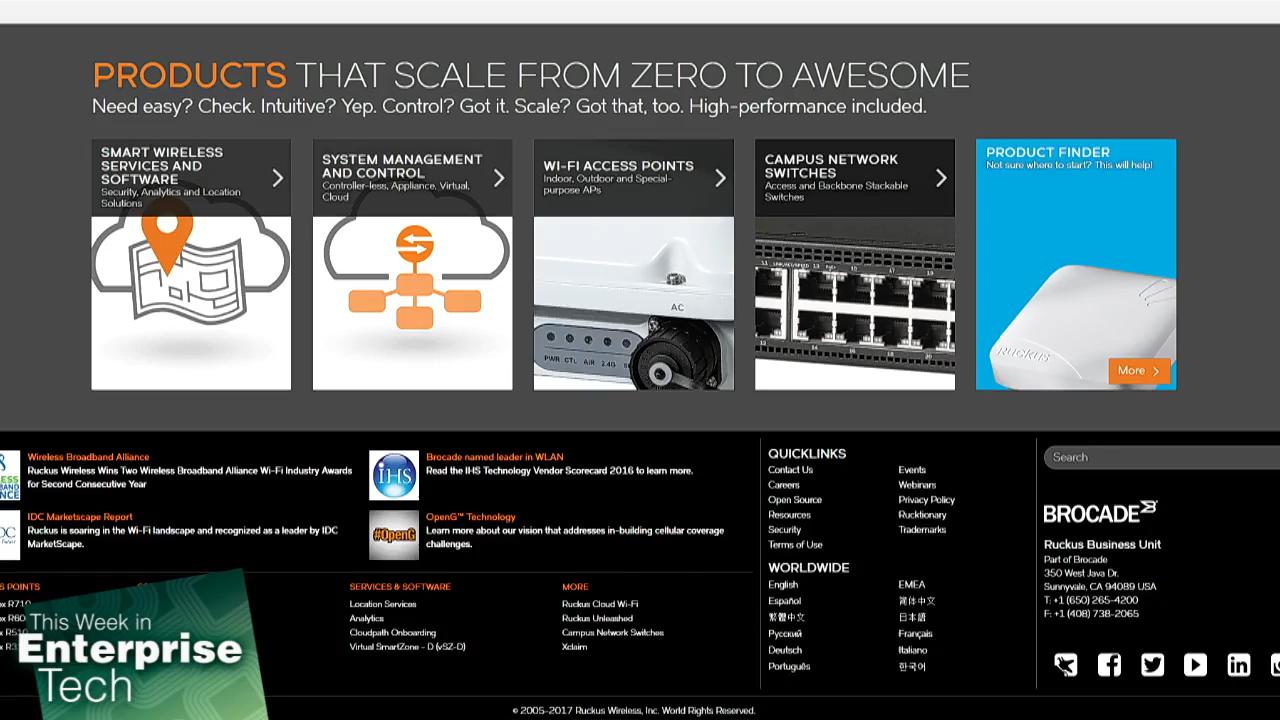 PRODUCTS THAT SCALE FROM ZERO TO AWESOME
Need easy? Check. Intuitive? Yep. Control? Got it. Scale? Got that, too. High-performance included.
SMART WIRELESS
SERVICES AND
SOFTWARE
Security, Analytics and Location
Solutions
SYSTEM MANAGEMENT
AND CONTROL
Controller-less, Appliance, Virtual,
Cloud
WI-FI ACCESS POINTS
Indoor, Outdoor and Special-
purpose APs
AC
PWR CTL AIR 2.4G
CAMPUS NETWORK
SWITCHES
Access and Backbone Stackable
Switches
PRODUCT FINDER
Not sure where to start? This will help!
RUCKUS
More
Wireless Broadband Alliance
Ruckus Wireless Wins Two Wireless Broadband Alliance Wi-Fi Industry Awards
for Second Consecutive Year
IDC Marketscape Report
Ruckus is soaring in the Wi-Fi landscape and recognized as a leader by IDC
MarketScape.
IHS
Brocade named leader in WLAN
Read the IHS Technology Vendor Scorecard 2016 to learn more.
#OpenG
OpenG™ Technology
Learn more about our vision that addresses in-building cellular coverage
challenges.
S POINTS
x R710
x R60
This Week in
Enterprise
Tech
SERVICES & SOFTWARE
Location Services
Analytics
Cloudpath Onboarding
Virtual SmartZone - D (vSZ-D)
MORE
Ruckus Cloud Wi-Fi
Ruckus Unleashed
Campus Network Switches
Xclaim
QUICKLINKS
Contact Us
Careers
Open Source
Resources
Security
Terms of Use
Events
Webinars
Privacy Policy
Rucktionary
Trademarks
WORLDWIDE
English
Español
繁體中文
Русский
Deutsch
Português
EMEA
简体中文
日本語
Français
Italiano
한국어
Search
BROCADE
Ruckus Business Unit
Part of Brocade
350 West Java Dr.
Sunnyvale, CA 94089 USA
T: +1 (650) 265-4200
F: +1 (408) 738-2065
© 2005-2017 Ruckus Wireless, Inc. World Rights Reserved.